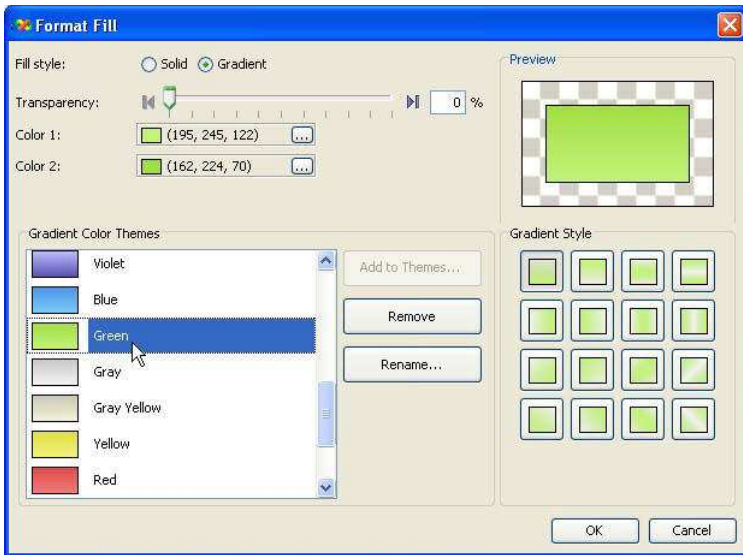 Format Fill
Fill style: Solid Gradient
Transparency: 0 %
Color 1: (195, 245, 122) ...
Color 2: (162, 224, 70) ...
Preview
Gradient Color Themes
Violet
Blue
Green
Gray
Gray Yellow
Yellow
Red
Add to Themes...
Remove
Rename...
Gradient Style
OK Cancel